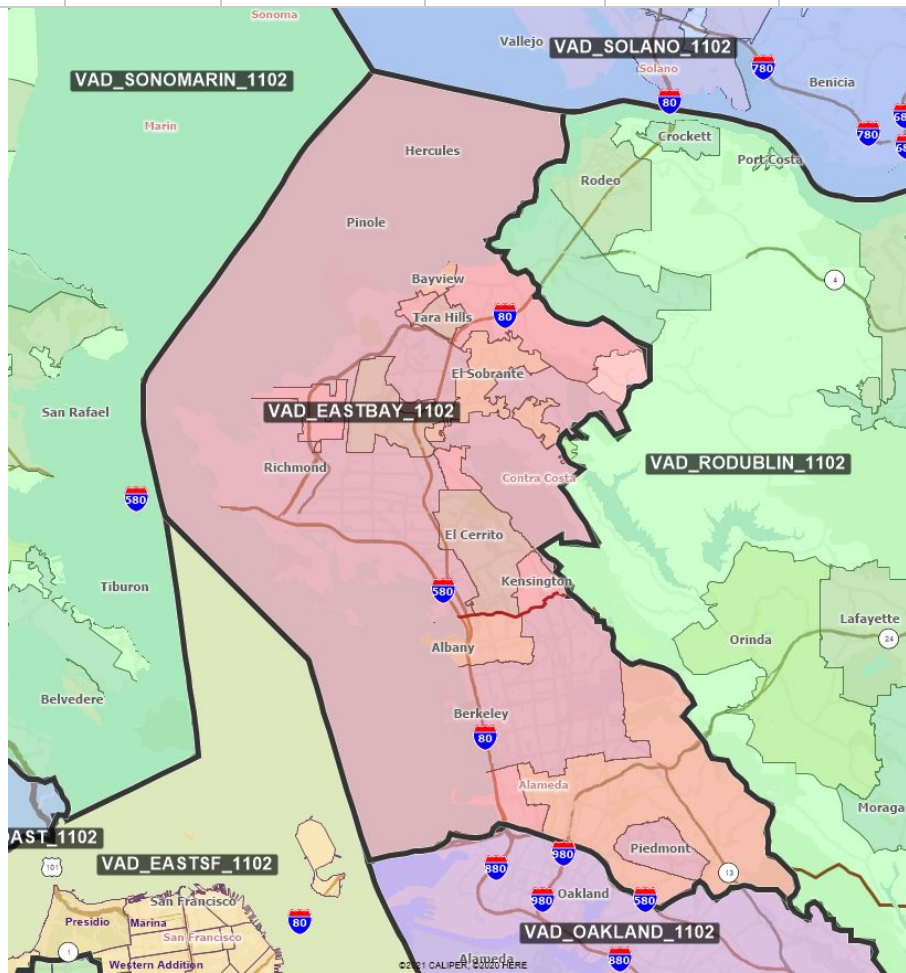 Sonoma
Vallejo
VAD_SOLANO_1102
Solano
780
Benicia
VAD_SONOMARIN_1102
80
Marin
780
Crockett
Hercules
Port Costa
Rodeo
Pinole
Bayview
4
Tara Hills
80
El Sobrante
San Rafael
VAD_EASTBAY_1102
Richmond
VAD_RODUBLIN_1102
Contra Costa
580
El Cerrito
Kensington
Tiburon
580
Lafayette
Orinda
24
Albany
Belvedere
Berkeley
80
Alameda
Moraga
AST_1102
Piedmont
980
VAD_EASTSF_1102
101
880
13
San Francisco
Oakland
980
580
Presidio
Marina
80
San Francisco
VAD_OAKLAND_1102
1
Western Addition
Alameda
880
©2021 CALIPER; ©2020 HERE